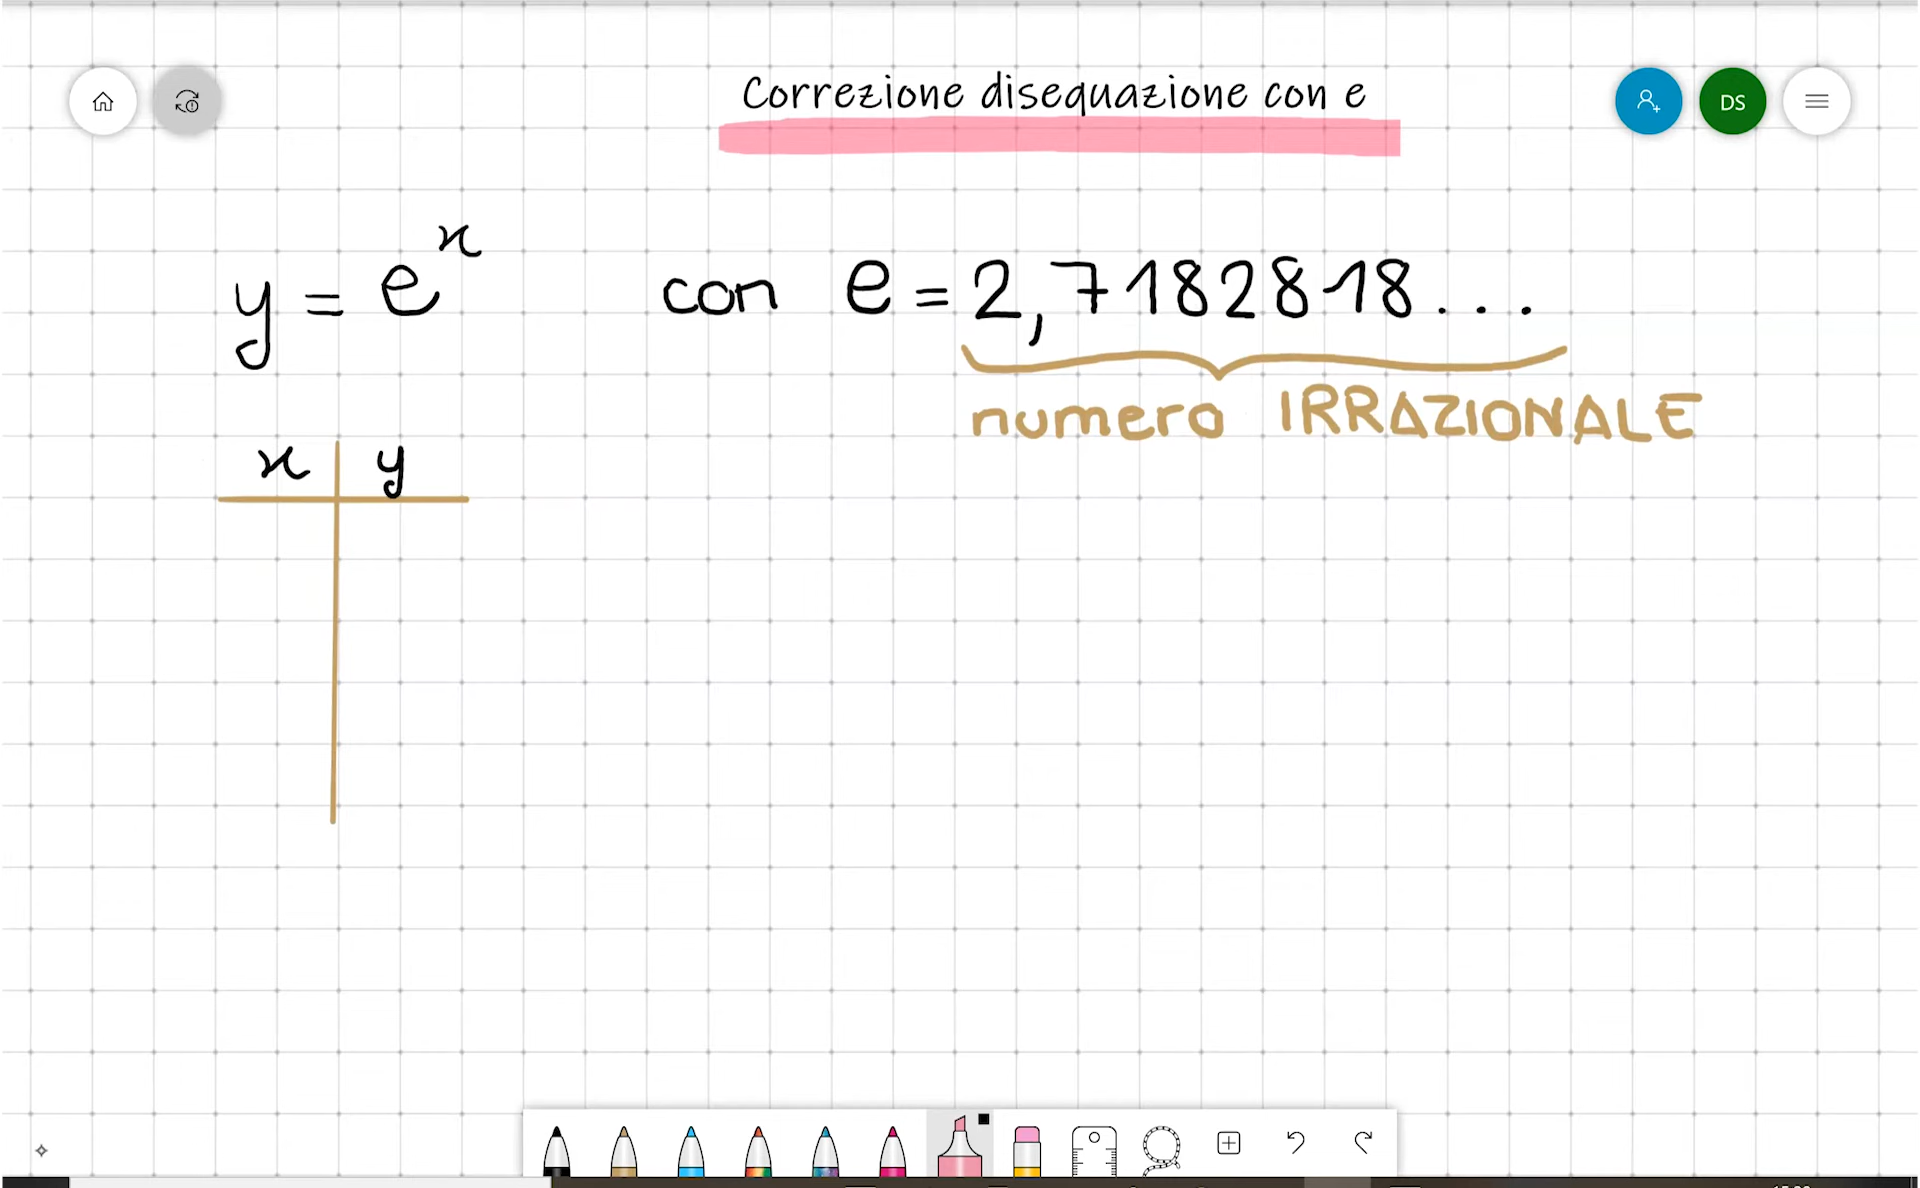 Correzione disequazione con e
DS
y = e^x con e = 2,7182818...
numero IRRAZIONALE
x y